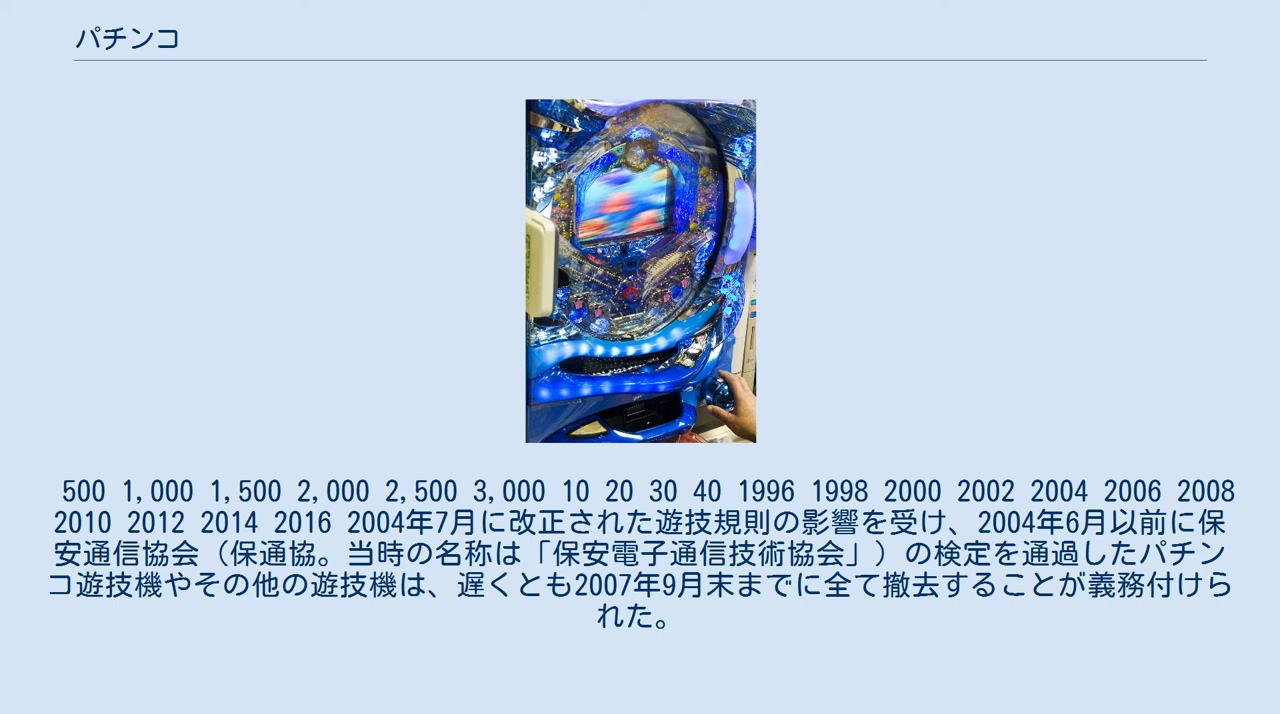 パチンコ
500 1,000 1,500 2,000 2,500 3,000 10 20 30 40 1996 1998 2000 2002 2004 2006 2008
2010 2012 2014 2016 2004年7月に改正された遊技規則の影響を受け、2004年6月以前に保
安通信協会（保通協。当時の名称は「保安電子通信技術協会」）の検定を通過したパチン
コ遊技機やその他の遊技機は、遅くとも2007年9月末までに全て撤去することが義務付けら
れた。